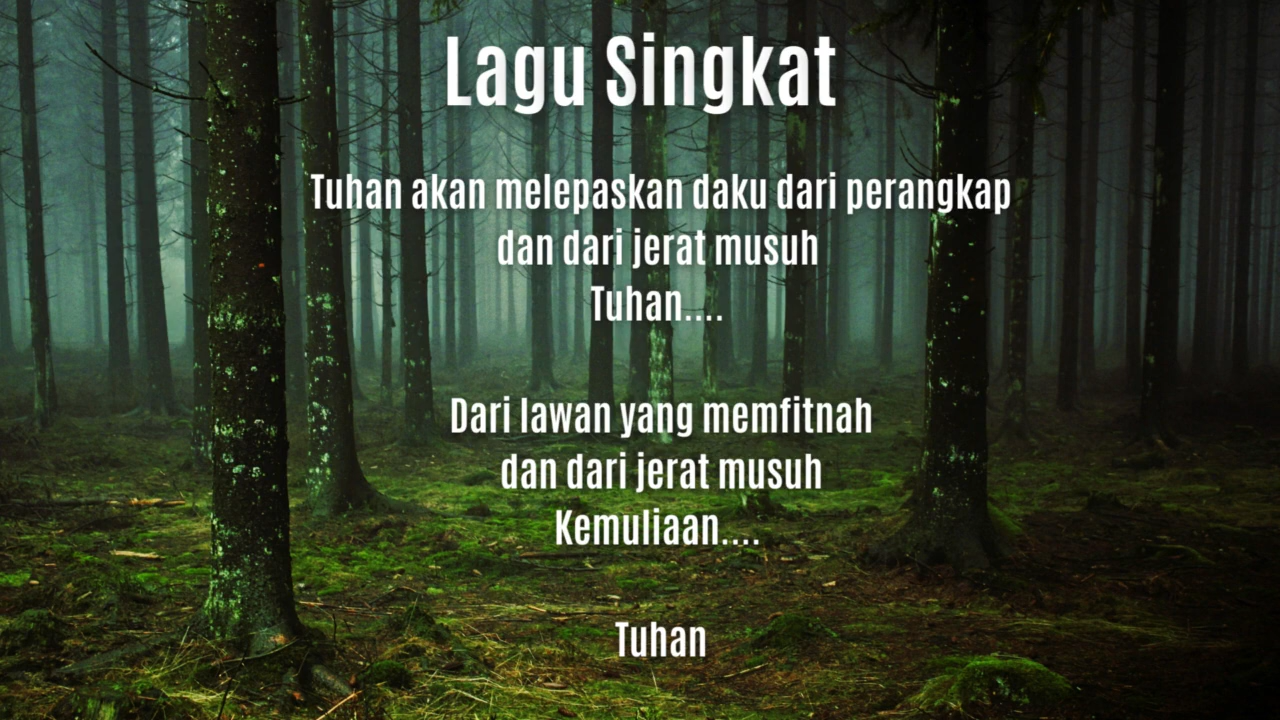 Lagu Singkat
Tuhan akan melepaskan daku dari perangkap
dan dari jerat musuh
Tuhan....
Dari lawan yang memfitnah
dan dari jerat musuh
Kemuliaan....
Tuhan